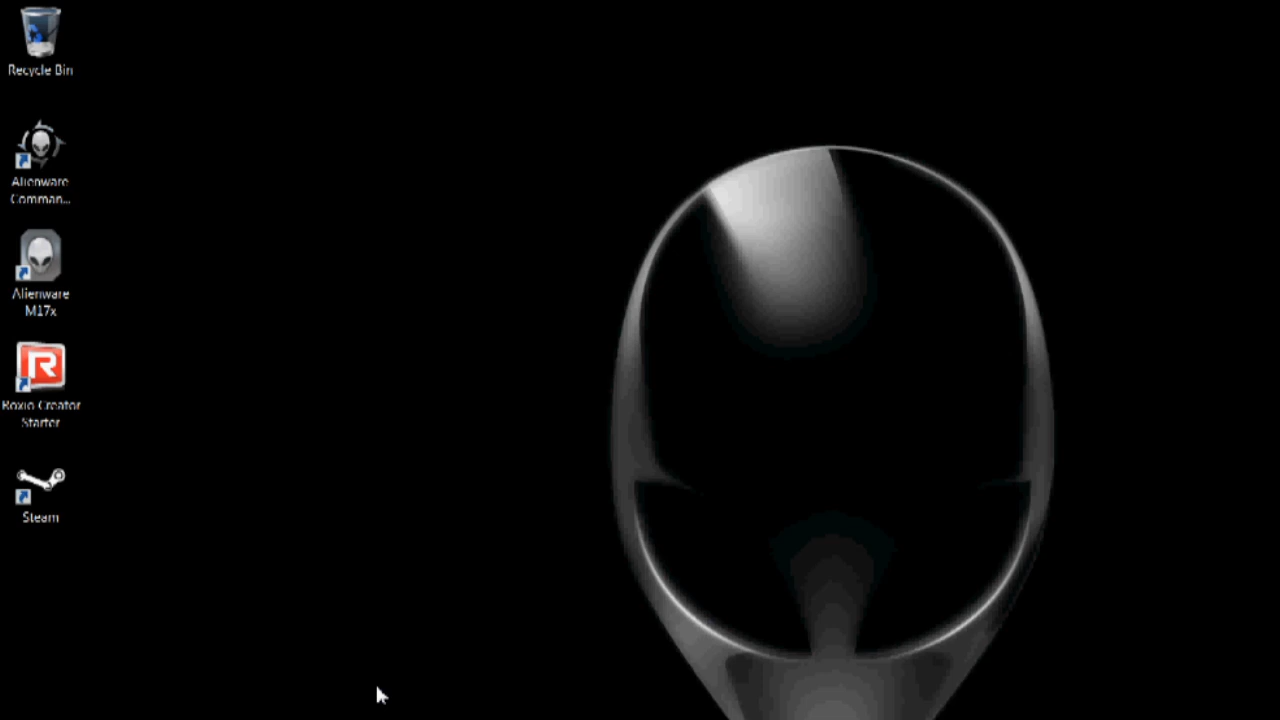 Recycle Bin
Alienware
Comman...
Alienware
M17x
Roxio Creator
Starter
Steam